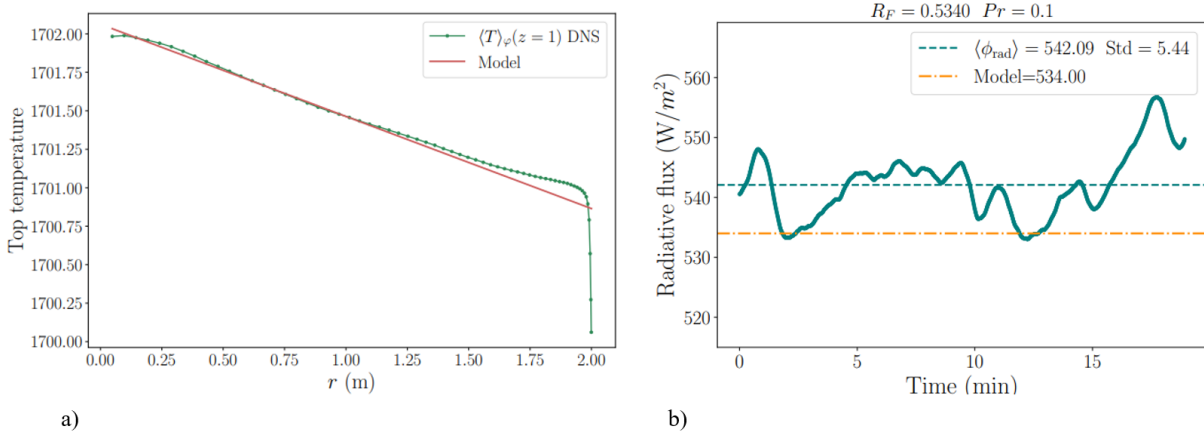 1702.00
1701.75
1701.50
1701.25
1701.00
1700.75
1700.50
1700.25
1700.00
Top temperature
⟨T⟩φ(z = 1) DNS
Model
0.00 0.25 0.50 0.75 1.00 1.25 1.50 1.75 2.00
r (m)
a)
R_F = 0.5340 Pr = 0.1
⟨ϕ_rad⟩ = 542.09 Std = 5.44
Model=534.00
560
550
540
530
520
Radiative flux (W/m²)
0 5 10 15
Time (min)
b)